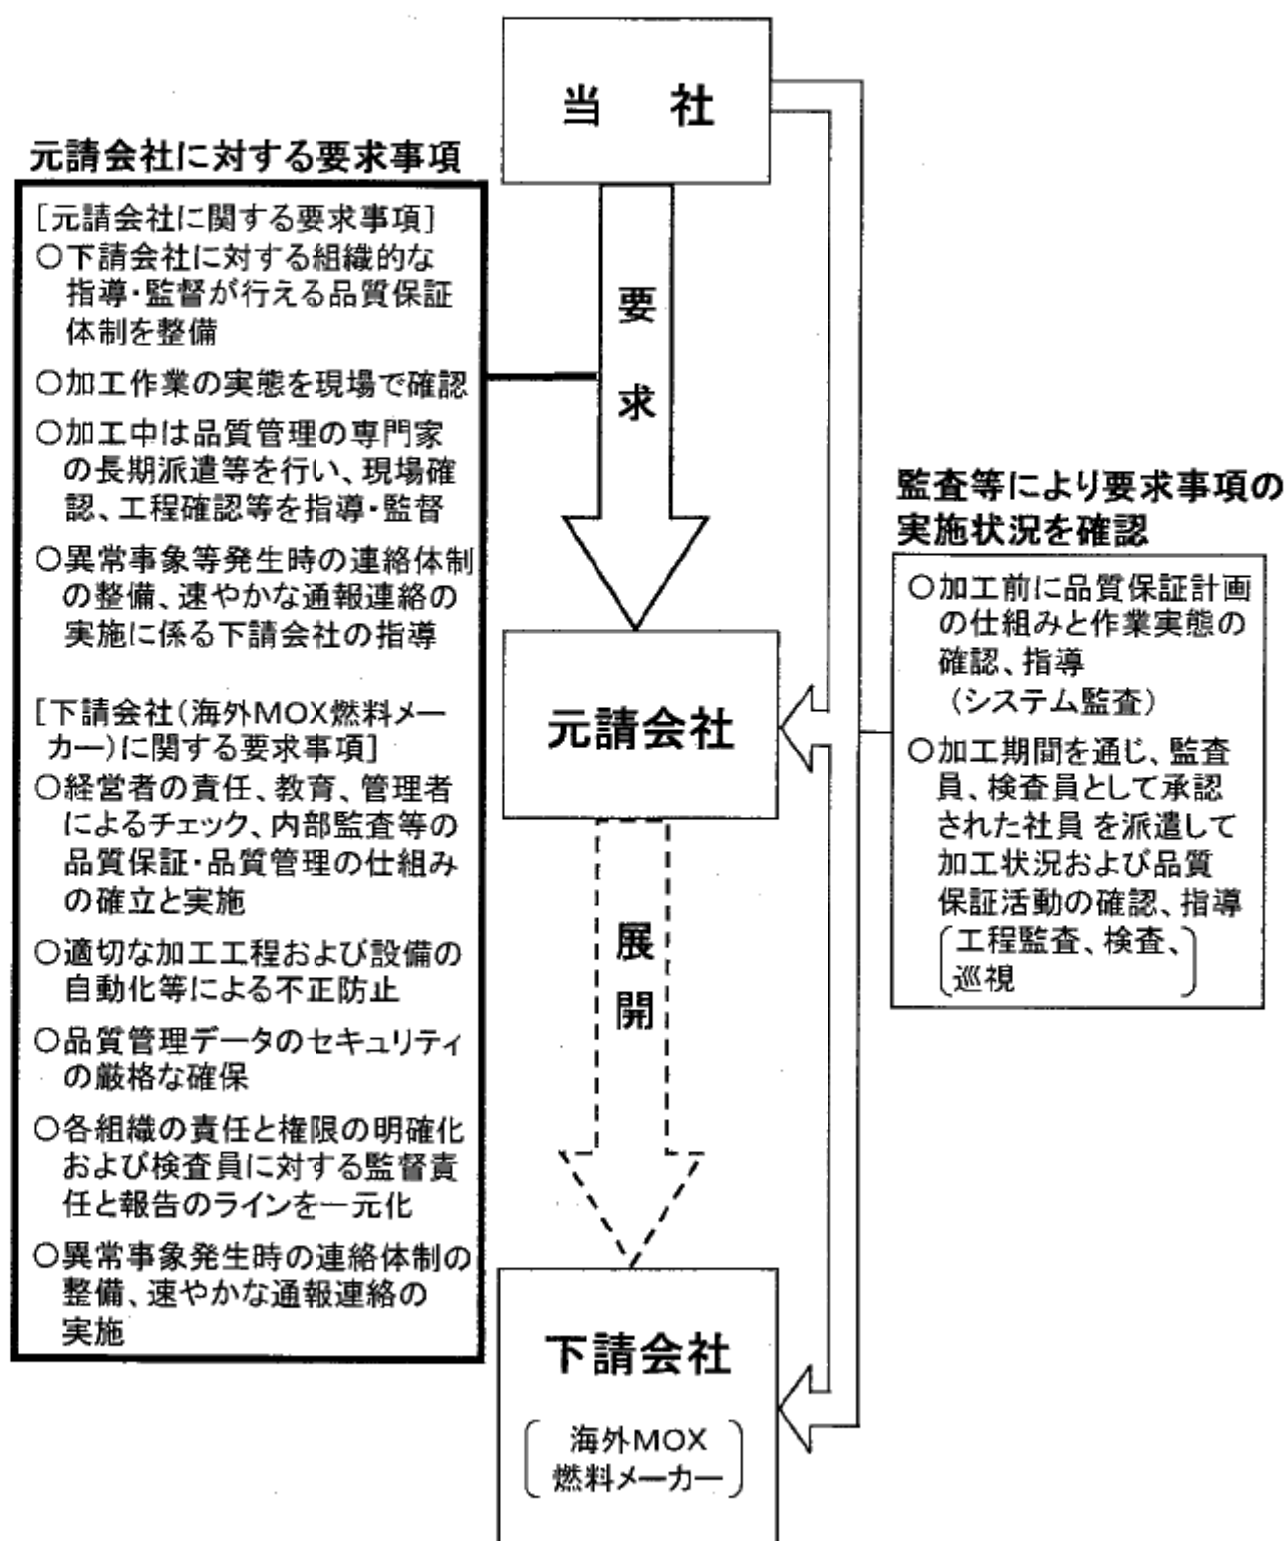 当 社
元請会社に対する要求事項
[元請会社に関する要求事項]
○下請会社に対する組織的な
指導・監督が行える品質保証
体制を整備
○加工作業の実態を現場で確認
○加工中は品質管理の専門家
の長期派遣等を行い、現場確
認、工程確認等を指導・監督
○異常事象等発生時の連絡体制
の整備、速やかな通報連絡の
実施に係る下請会社の指導
[下請会社(海外MOX燃料メー
カー)に関する要求事項]
○経営者の責任、教育、管理者
によるチェック、内部監査等の
品質保証・品質管理の仕組み
の確立と実施
○適切な加工工程および設備の
自動化等による不正防止
○品質管理データのセキュリティ
の厳格な確保
○各組織の責任と権限の明確化
および検査員に対する監督責
任と報告のラインを一元化
○異常事象発生時の連絡体制の
整備、速やかな通報連絡の
実施
要
求
元請会社
展
開
下請会社
海外MOX
燃料メーカー
監査等により要求事項の
実施状況を確認
○加工前に品質保証計画
の仕組みと作業実態の
確認、指導
(システム監査)
○加工期間を通じ、監査
員、検査員として承認
された社員を派遣して
加工状況および品質
保証活動の確認、指導
工程監査、検査、
巡視